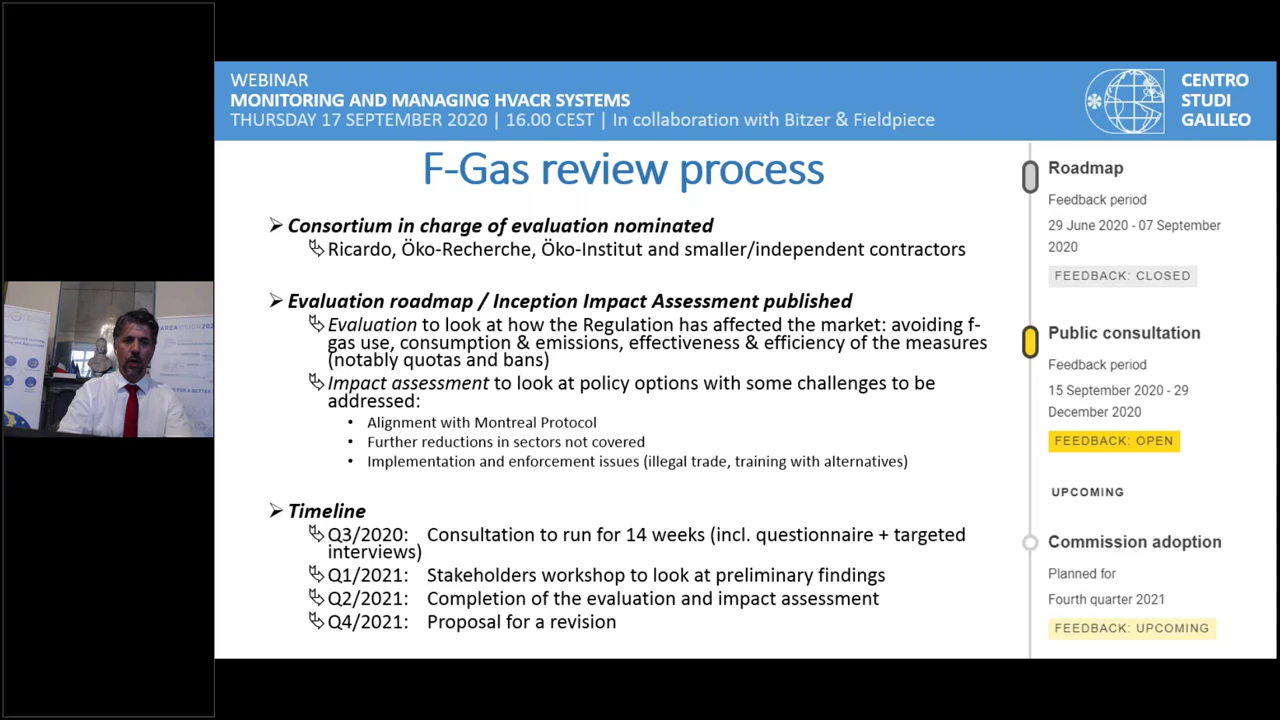 WEBINAR
MONITORING AND MANAGING HVACR SYSTEMS
THURSDAY 17 SEPTEMBER 2020 | 16.00 CEST | In collaboration with Bitzer & Fieldpiece
CENTRO
STUDI
GALILEO
F-Gas review process
Consortium in charge of evaluation nominated
Ricardo, Öko-Recherche, Öko-Institut and smaller/independent contractors
Evaluation roadmap / Inception Impact Assessment published
Evaluation to look at how the Regulation has affected the market: avoiding f-
gas use, consumption & emissions, effectiveness & efficiency of the measures
(notably quotas and bans)
Impact assessment to look at policy options with some challenges to be
addressed:
• Alignment with Montreal Protocol
• Further reductions in sectors not covered
• Implementation and enforcement issues (illegal trade, training with alternatives)
Timeline
Q3/2020: Consultation to run for 14 weeks (incl. questionnaire + targeted
interviews)
Q1/2021: Stakeholders workshop to look at preliminary findings
Q2/2021: Completion of the evaluation and impact assessment
Q4/2021: Proposal for a revision
Roadmap
Feedback period
29 June 2020 - 07 September
2020
FEEDBACK: CLOSED
Public consultation
Feedback period
15 September 2020 - 29
December 2020
FEEDBACK: OPEN
UPCOMING
Commission adoption
Planned for
Fourth quarter 2021
FEEDBACK: UPCOMING